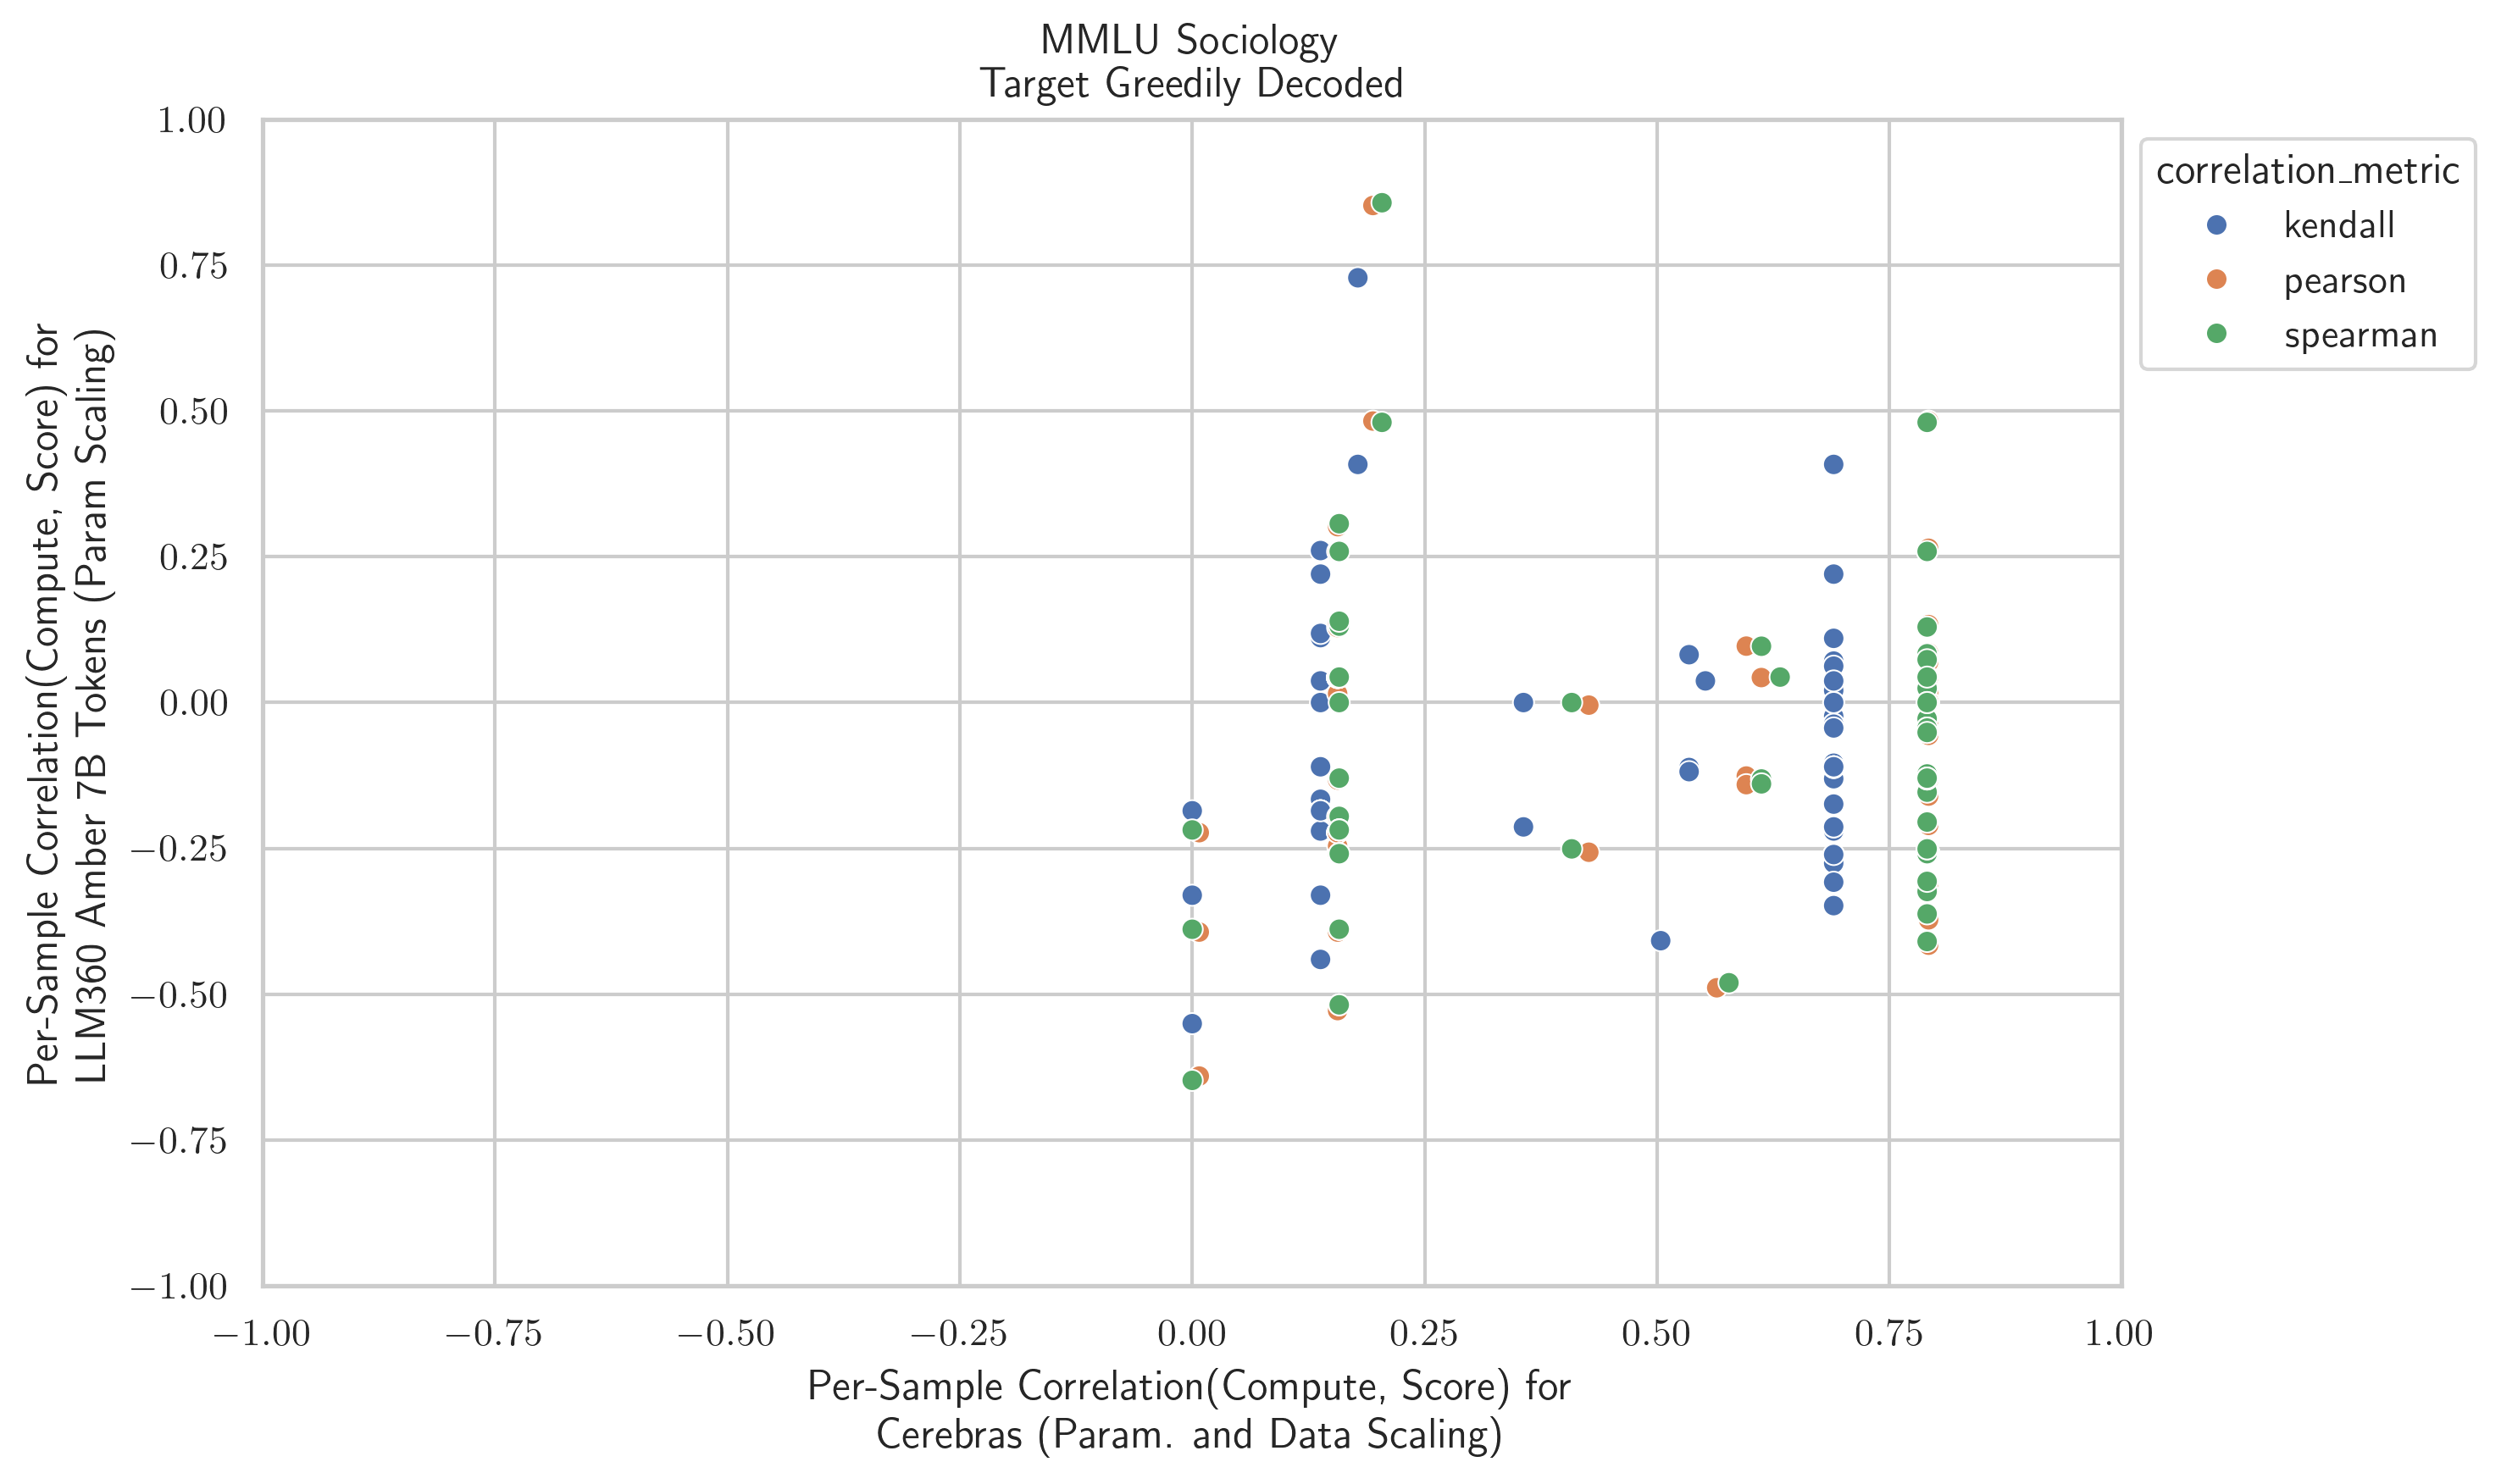 MMLU Sociology
Target Greedily Decoded
Per-Sample Correlation(Compute, Score) for
LLM360 Amber 7B Tokens (Param Scaling)
1.00
0.75
0.50
0.25
0.00
−0.25
−0.50
−0.75
−1.00
−1.00
−0.75
−0.50
−0.25
0.00
0.25
0.50
0.75
1.00
Per-Sample Correlation(Compute, Score) for
Cerebras (Param. and Data Scaling)
correlation_metric
kendall
pearson
spearman